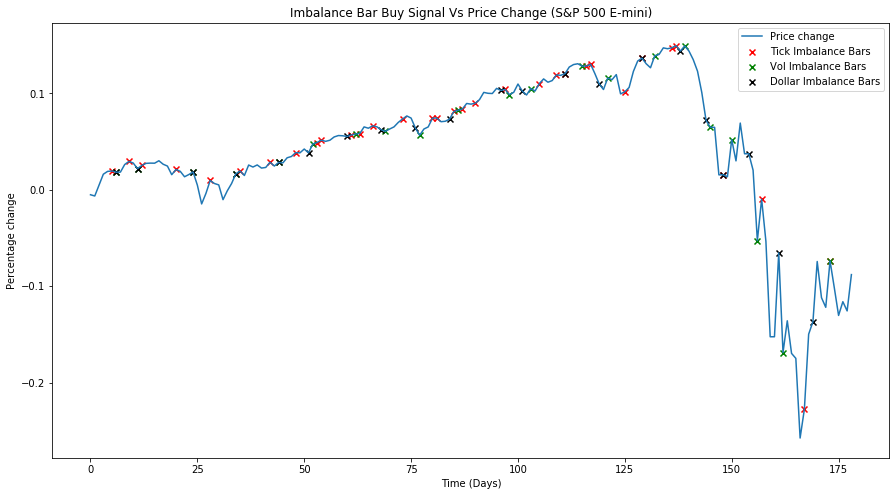 Imbalance Bar Buy Signal Vs Price Change (S&P 500 E-mini)
Price change
Tick Imbalance Bars
Vol Imbalance Bars
Dollar Imbalance Bars
Percentage change
0.1
0.0
−0.1
−0.2
0 25 50 75 100 125 150 175
Time (Days)